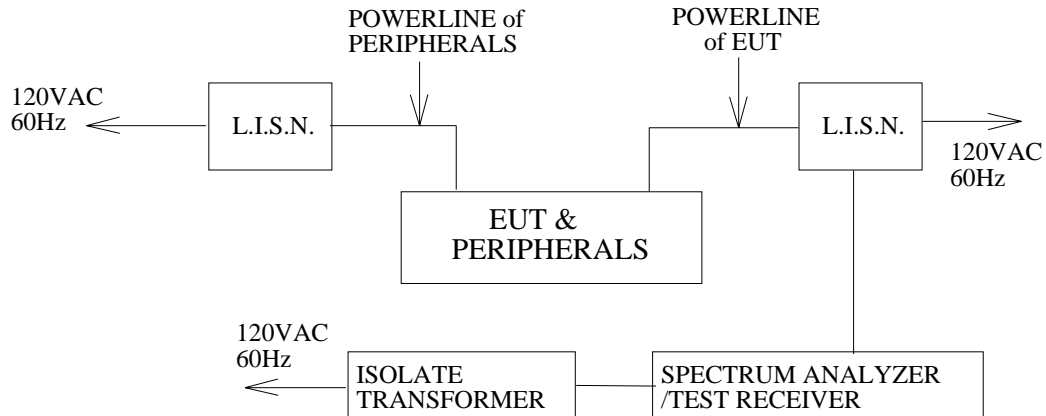 POWERLINE of
PERIPHERALS
POWERLINE
of EUT
120VAC
60Hz
L.I.S.N.
L.I.S.N.
120VAC
60Hz
EUT &
PERIPHERALS
120VAC
60Hz
ISOLATE
TRANSFORMER
SPECTRUM ANALYZER
/TEST RECEIVER